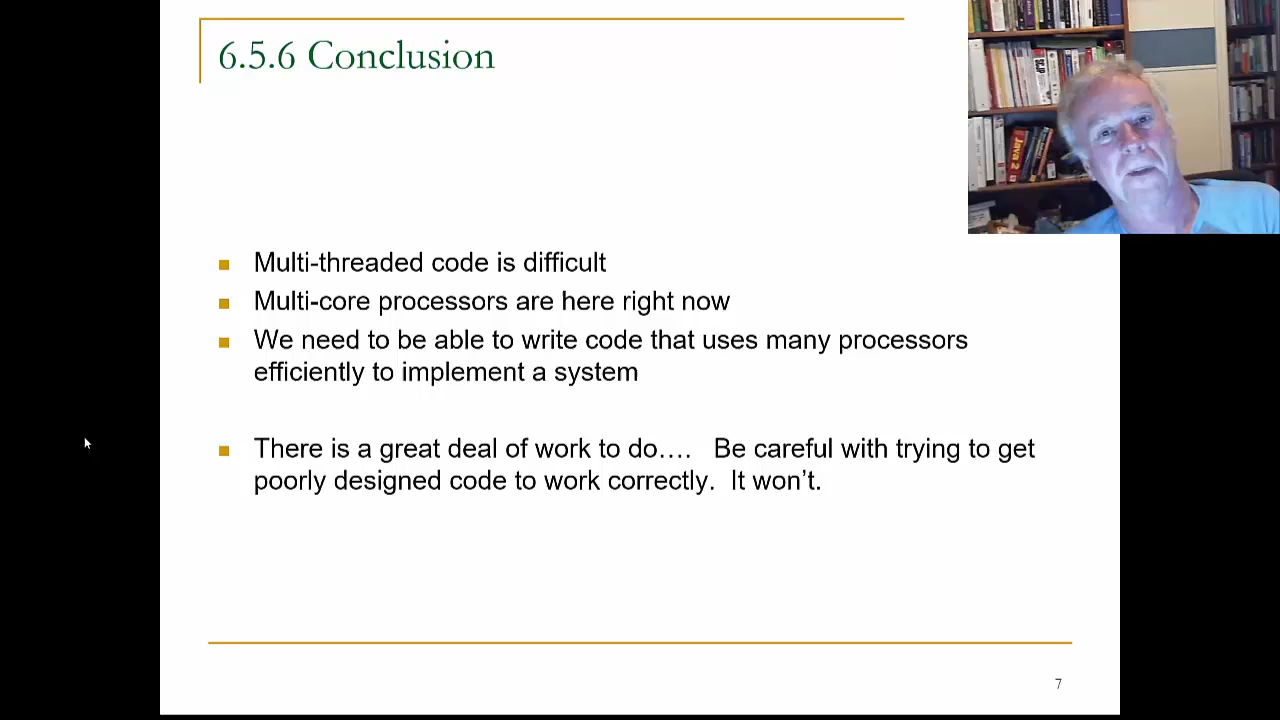 6.5.6 Conclusion
Multi-threaded code is difficult
Multi-core processors are here right now
We need to be able to write code that uses many processors
efficiently to implement a system
There is a great deal of work to do.... Be careful with trying to get
poorly designed code to work correctly. It won't.
7
Java 2